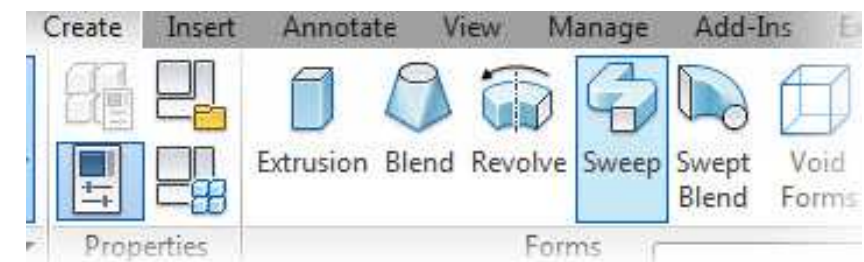 Create Insert Annotate View Manage Add-Ins
Extrusion Blend Revolve Sweep Swept Blend Void Forms
Properties Forms